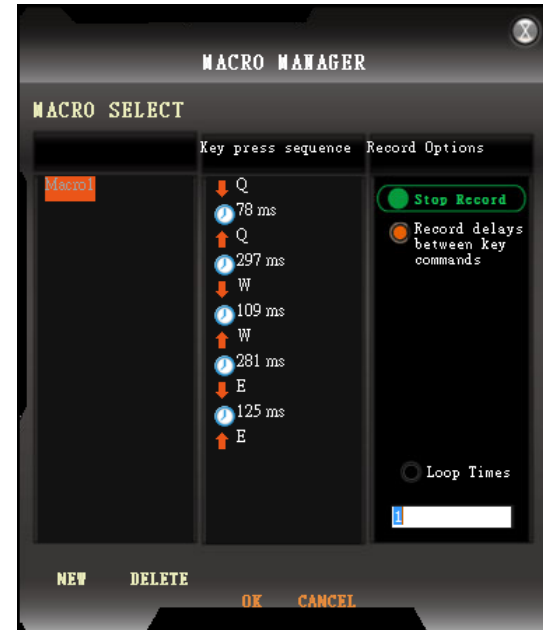 X
MACRO MANAGER
MACRO SELECT
Key press sequence
Record Options
Macro1
Q
78 ms
Q
297 ms
W
109 ms
W
281 ms
E
125 ms
E
Stop Record
Record delays
between key
commands
Loop Times
1
NEW
DELETE
OK
CANCEL